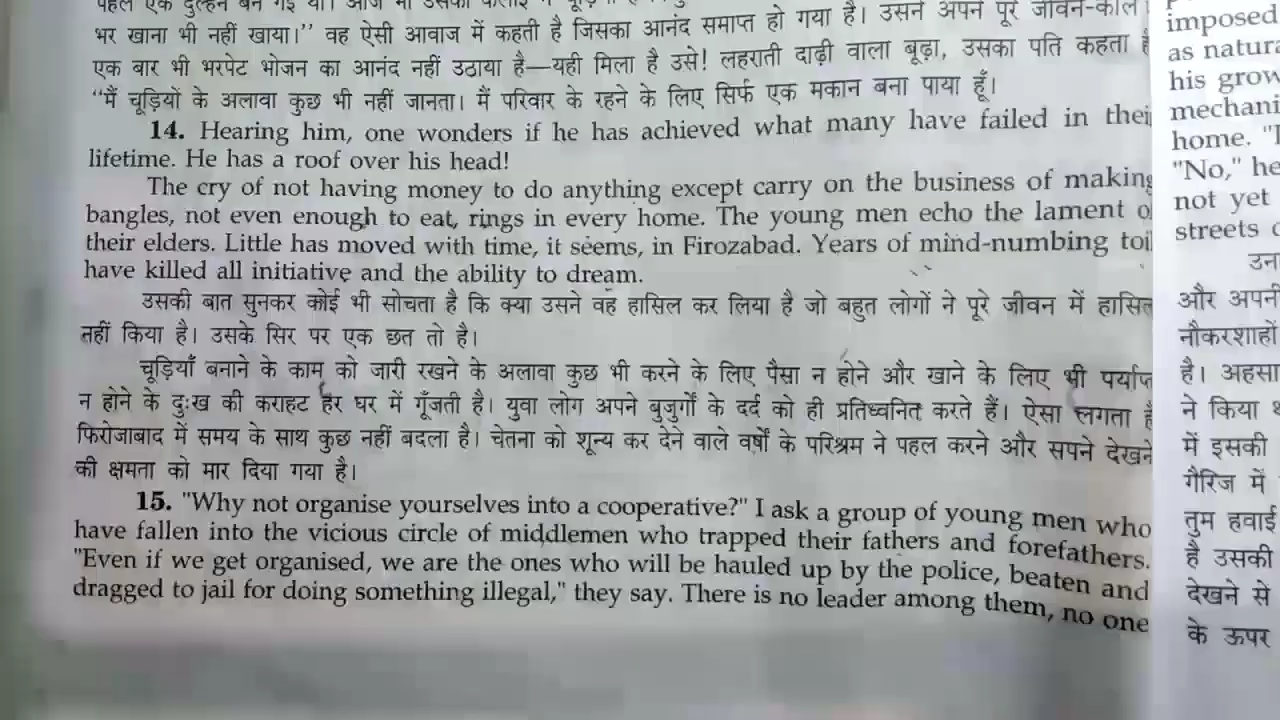 पहले एक दुल्हन बन गई थी। आज भी उसकी कलाई
भर खाना भी नहीं खाया।” वह ऐसी आवाज में कहती है जिसका आनंद समाप्त हो गया है। उसने अपने पूरे जीवन-काल
एक बार भी भरपेट भोजन का आनंद नहीं उठाया है—यही मिला है उसे! लहराती दाढ़ी वाला बूढ़ा, उसका पति कहता है
“मैं चूड़ियों के अलावा कुछ भी नहीं जानता। मैं परिवार के रहने के लिए सिर्फ एक मकान बना पाया हूँ।
14. Hearing him, one wonders if he has achieved what many have failed in thei
lifetime. He has a roof over his head!
The cry of not having money to do anything except carry on the business of making
bangles, not even enough to eat, rings in every home. The young men echo the lament o
their elders. Little has moved with time, it seems, in Firozabad. Years of mind-numbing toi
have killed all initiative and the ability to dream.
उसकी बात सुनकर कोई भी सोचता है कि क्या उसने वह हासिल कर लिया है जो बहुत लोगों ने पूरे जीवन में हासिल
नहीं किया है। उसके सिर पर एक छत तो है।
चूड़ियाँ बनाने के काम को जारी रखने के अलावा कुछ भी करने के लिए पैसा न होने और खाने के लिए भी पर्याप्त
न होने के दुःख की कराहट हर घर में गूँजती है। युवा लोग अपने बुजुर्गों के दर्द को ही प्रतिध्वनित करते हैं। ऐसा लगता है
फिरोजाबाद में समय के साथ कुछ नहीं बदला है। चेतना को शून्य कर देने वाले वर्षों के परिश्रम ने पहल करने और सपने देखने
की क्षमता को मार दिया गया है।
15. "Why not organise yourselves into a cooperative?" I ask a group of young men who
have fallen into the vicious circle of middlemen who trapped their fathers and forefathers.
"Even if we get organised, we are the ones who will be hauled up by the police, beaten and
dragged to jail for doing something illegal," they say. There is no leader among them, no one
imposed
as natura
his grow
mechani
home. "I
"No," he
not yet
streets
उन
और अपनी
नौकरशाहों
है। अहसा
ने किया
में इसकी
गैरिज में
तुम हवाई
है उसकी
देखने से
के ऊपर